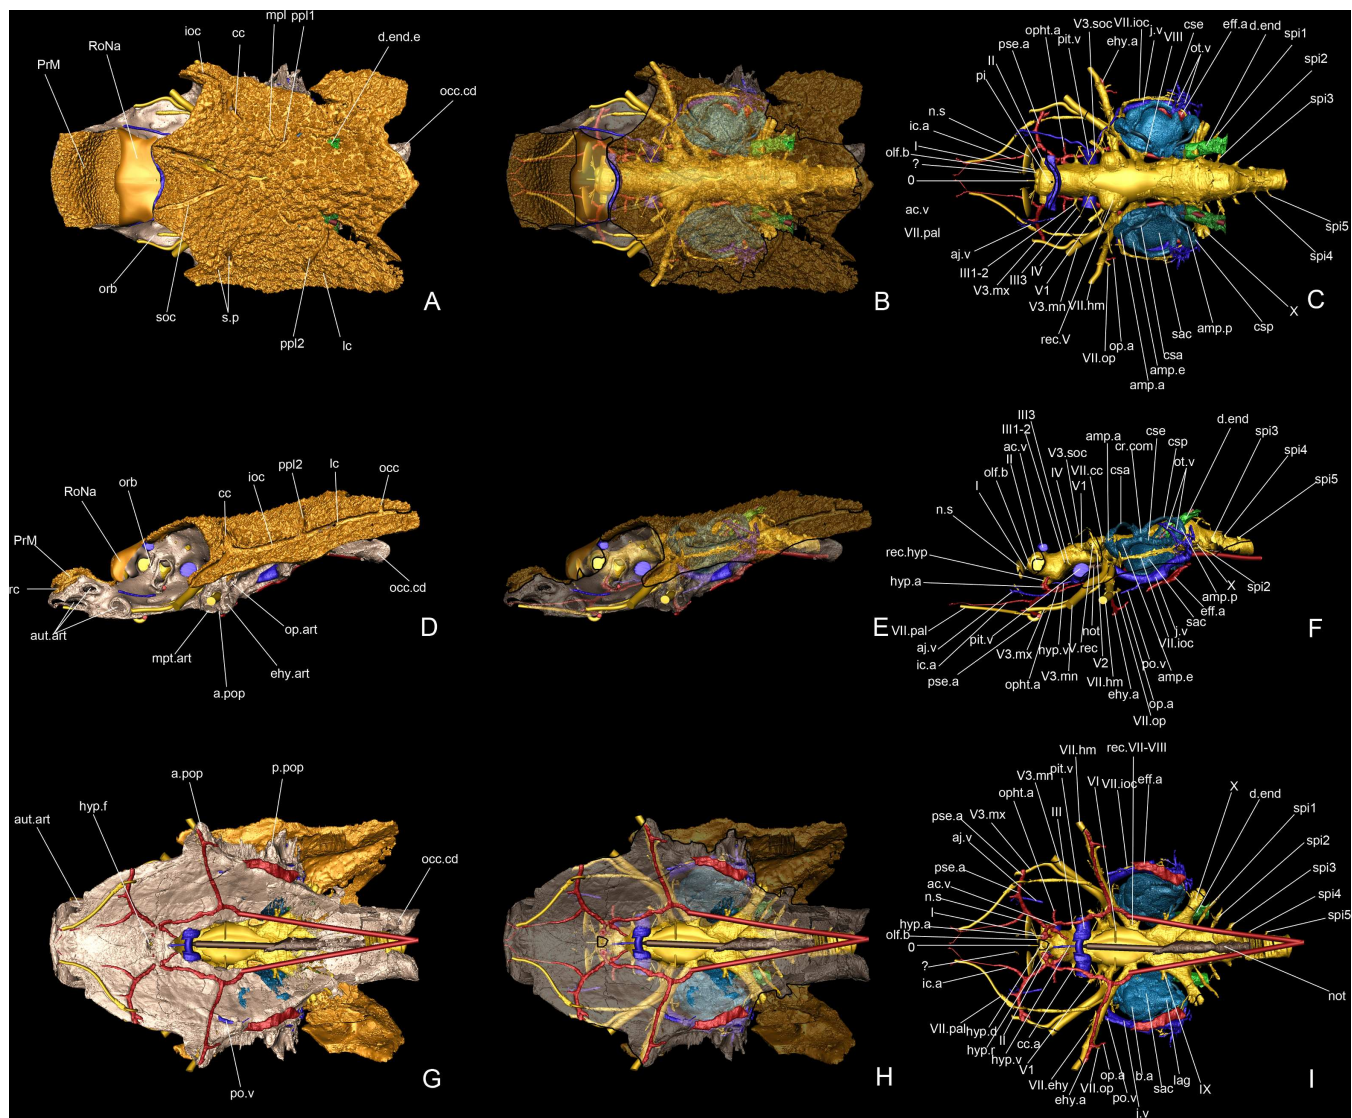 PrM
RoNa
ioc
cc
mpl
ppl1
d.end.e
occ.cd
orb
soc
s.p
ppl2
lc
A
B
V3.soc
VII.ioc
cse
eff.a
d.end
spi1
opht.a
pit.v
j.v
VIII
ot.v
pse.a
ehy.a
spi2
II
pi
spi3
n.s
ic.a
I
olf.b
?
0
ac.v
VII.pal
aj.v
III1-2
V3.mx
III3
IV
V1
V3.mn
VII.hm
rec.V
VII.op
op.a
amp.a
amp.e
csa
sac
amp.p
csp
X
spi4
spi5
C
PrM
RoNa
orb
cc
ioc
ppl2
lc
occ
rc
aut.art
mpt.art
a.pop
ehy.art
op.art
occ.cd
D
E
III3
III1-2
ac.v
II
olf.b
I
n.s
IV
V3.soc
VII.cc
V1
amp.a
csa
cr.com
cse
csp
ot.v
d.end
spi3
spi4
spi5
rec.hyp
hyp.a
VII.pal
aj.v
ic.a
pse.a
pit.v
V3.mx
opht.a
hyp.v
V3.mn
V.rec
not
V2
VII.hm
ehy.a
VII.op
op.a
po.v
amp.e
VII.ioc
j.v
sac
eff.a
amp.p
X
spi2
F
aut.art
hyp.f
a.pop
p.pop
occ.cd
po.v
G
H
VII.hm
rec.VII-VIII
V3.mn
pit.v
VI
VII.ioc
eff.a
opht.a
III
X
d.end
V3.mx
pse.a
spi1
aj.v
spi2
pse.a
spi3
ac.v
n.s
spi4
I
hyp.a
spi5
olf.b
0
?
ic.a
VII.pal
hyp.d
hyp.r
II
hyp.v
cc.a
V1
VII.ehy
ehy.a
VII.op
op.a
po.v
b.a
j.v
sac
lag
IX
not
I